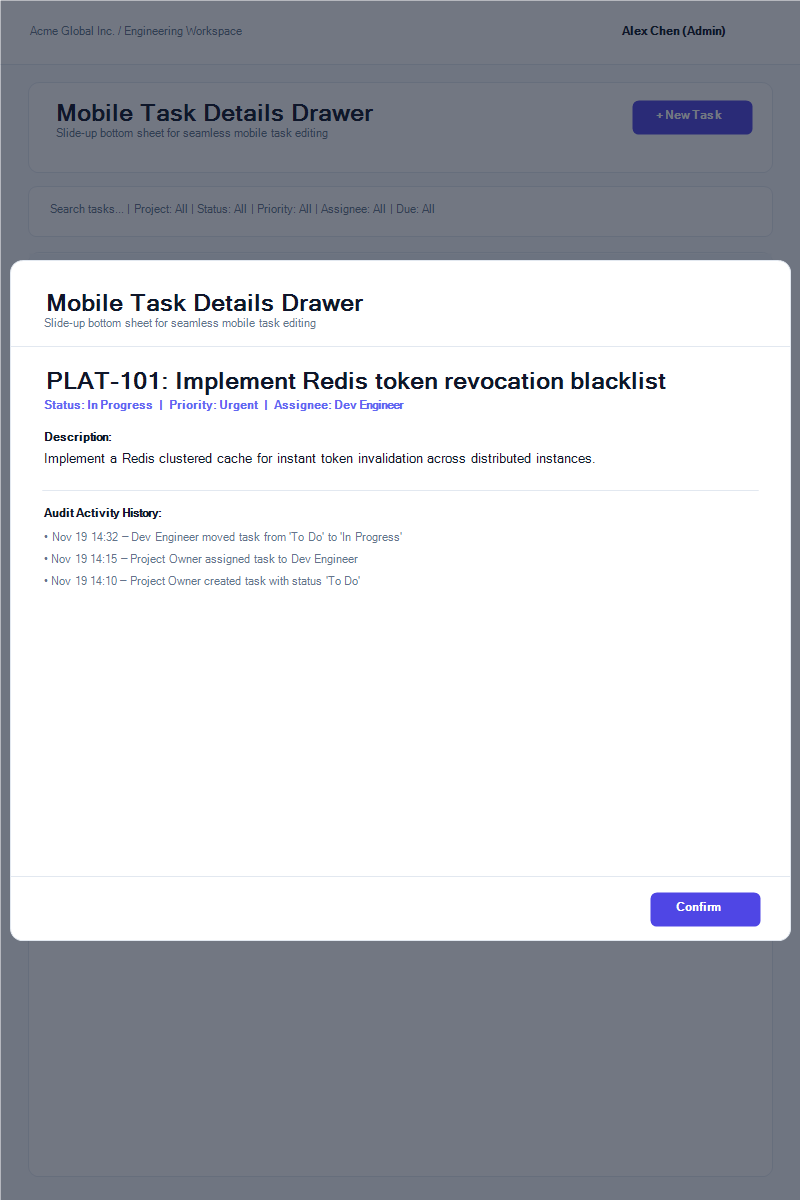 Acme Global Inc. / Engineering Workspace
Alex Chen (Admin)
Mobile Task Details Drawer
Slide-up bottom sheet for seamless mobile task editing
+ New Task
Search tasks... | Project: All | Status: All | Priority: All | Assignee: All | Due: All
Mobile Task Details Drawer
Slide-up bottom sheet for seamless mobile task editing
PLAT-101: Implement Redis token revocation blacklist
Status: In Progress | Priority: Urgent | Assignee: Dev Engineer
Description:
Implement a Redis clustered cache for instant token invalidation across distributed instances.
Audit Activity History:
• Nov 19 14:32 – Dev Engineer moved task from 'To Do' to 'In Progress'
• Nov 19 14:15 – Project Owner assigned task to Dev Engineer
• Nov 19 14:10 – Project Owner created task with status 'To Do'
Confirm